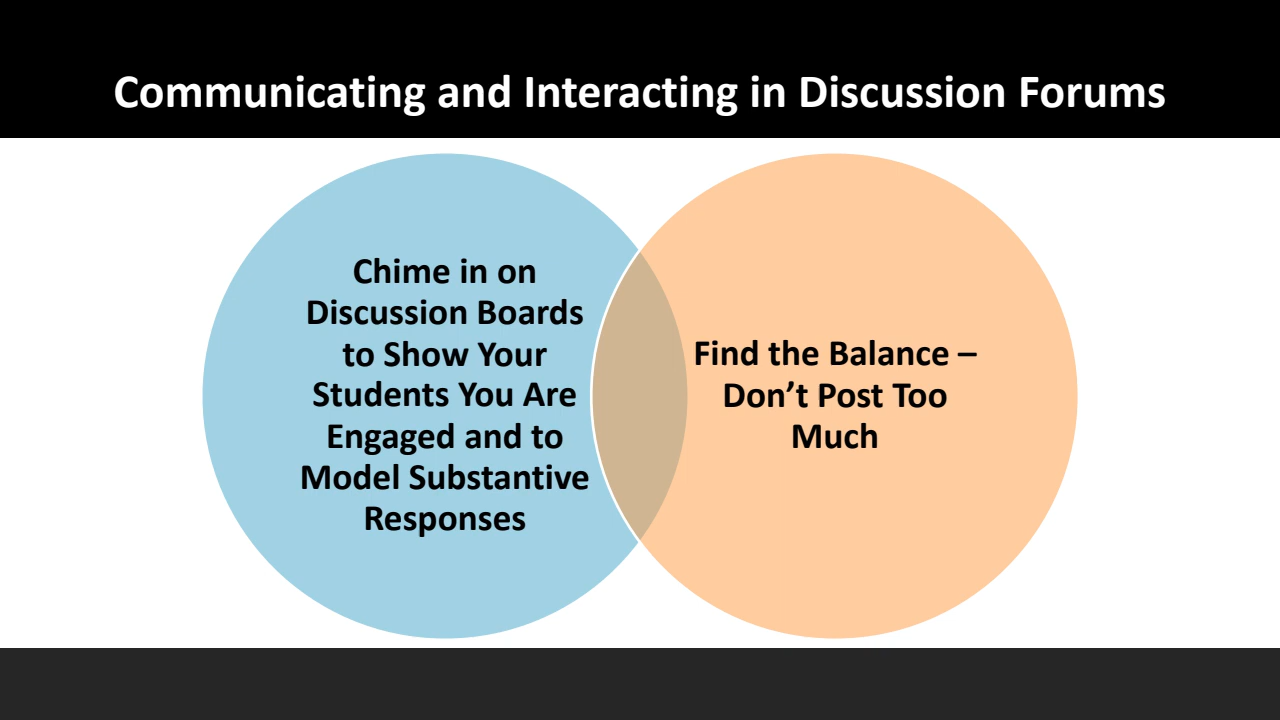 Communicating and Interacting in Discussion Forums
Chime in on
Discussion Boards
to Show Your
Students You Are
Engaged and to
Model Substantive
Responses
Find the Balance –
Don’t Post Too
Much